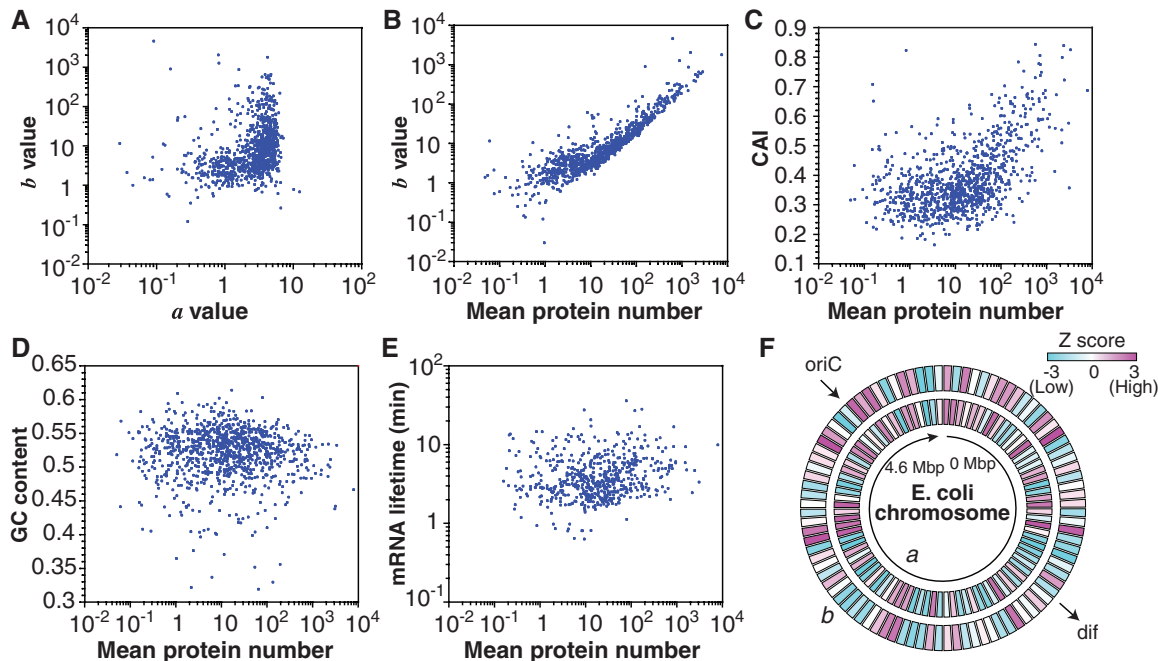 A
10^4
10^3
10^2
10
1
10^-1
10^-2
b value
10^-2
10^-1
1
10
10^2
a value
B
10^4
10^3
10^2
10
1
10^-1
10^-2
b value
10^-2
1
10
10^2
10^3
10^4
Mean protein number
C
0.9
0.8
0.7
0.6
0.5
0.4
0.3
0.2
0.1
CAI
10^-2
10^-1
1
10
10^2
10^3
10^4
Mean protein number
D
0.65
0.6
0.55
0.5
0.45
0.4
0.35
0.3
GC content
10^-2
10^-1
1
10
10^2
10^3
10^4
Mean protein number
E
10^2
10
1
10^-1
mRNA lifetime (min)
10^-2
10^-1
1
10
10^2
10^3
10^4
Mean protein number
F
Z score
-3
0
3
(Low)
(High)
oriC
4.6 Mbp
0 Mbp
E. coli
chromosome
a
b
dif